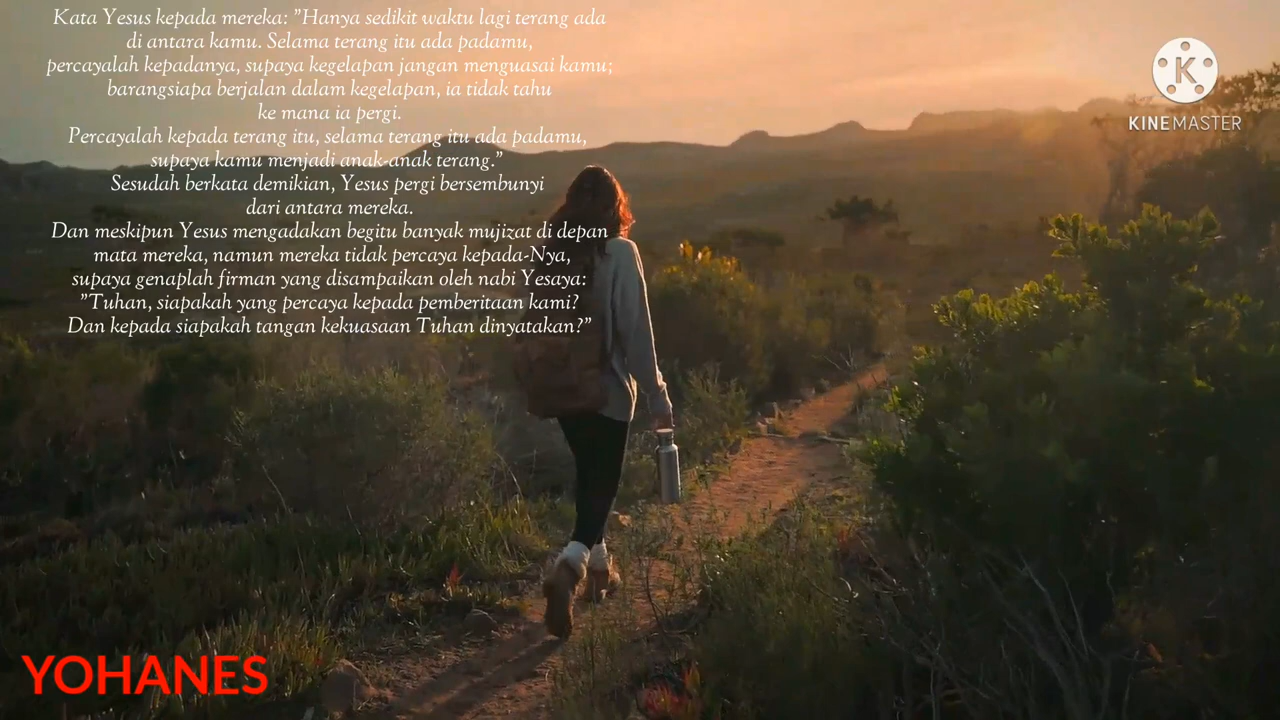 Kata Yesus kepada mereka: "Hanya sedikit waktu lagi terang ada
di antara kamu. Selama terang itu ada padamu,
percayalah kepadanya, supaya kegelapan jangan menguasai kamu;
barangsiapa berjalan dalam kegelapan, ia tidak tahu
ke mana ia pergi.
Percayalah kepada terang itu, selama terang itu ada padamu,
supaya kamu menjadi anak-anak terang."
Sesudah berkata demikian, Yesus pergi bersembunyi
dari antara mereka.
Dan meskipun Yesus mengadakan begitu banyak mujizat di depan
mata mereka, namun mereka tidak percaya kepada-Nya,
supaya genaplah firman yang disampaikan oleh nabi Yesaya:
"Tuhan, siapakah yang percaya kepada pemberitaan kami?
Dan kepada siapakah tangan kekuasaan Tuhan dinyatakan?"
K
KINEMASTER
YOHANES